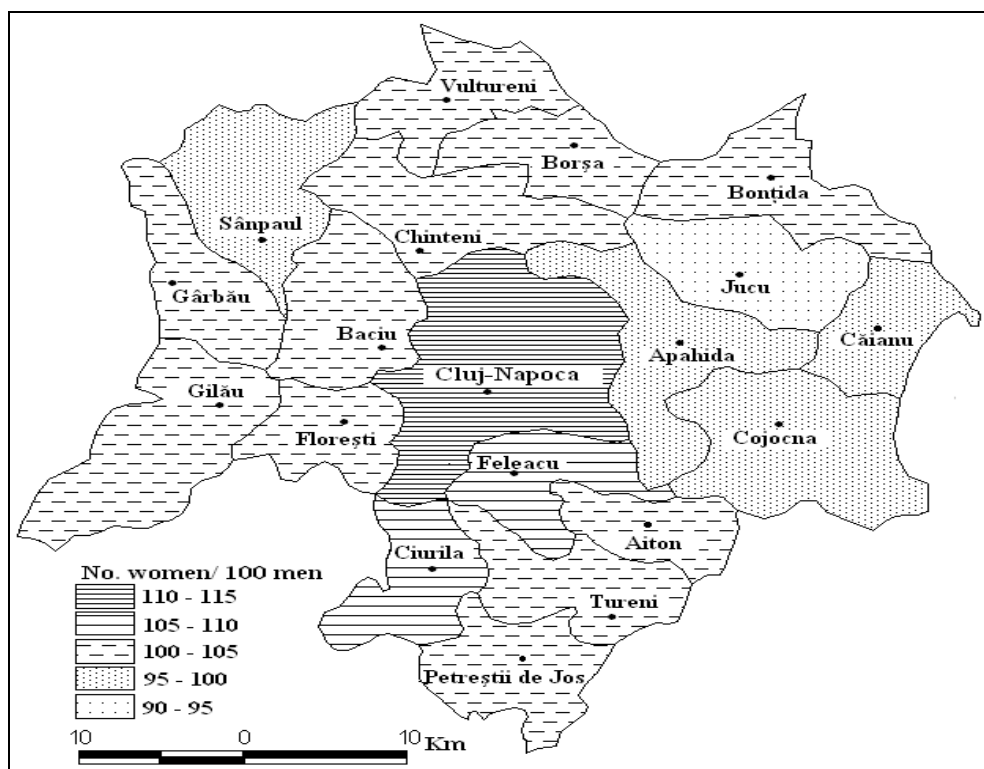 Vultureni
Borșa
Bonțida
Sânpaul
Chinteni
Jucu
Gârbău
Baciu
Apahida
Căianu
Cluj-Napoca
Gilău
Florești
Cojocna
Feleacu
Aiton
Ciurila
Tureni
Petreștii de Jos
No. women/ 100 men
110 - 115
105 - 110
100 - 105
95 - 100
90 - 95
10 0 10 Km